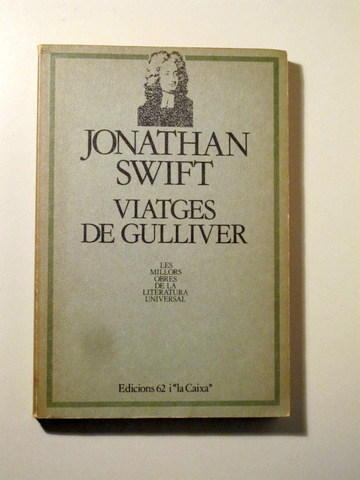 JONATHAN
SWIFT
VIATGES
DE GULLIVER
LES
MILLORS
OBRES
DE LA
LITERATURA
UNIVERSAL
Edicions 62 i "la Caixa"